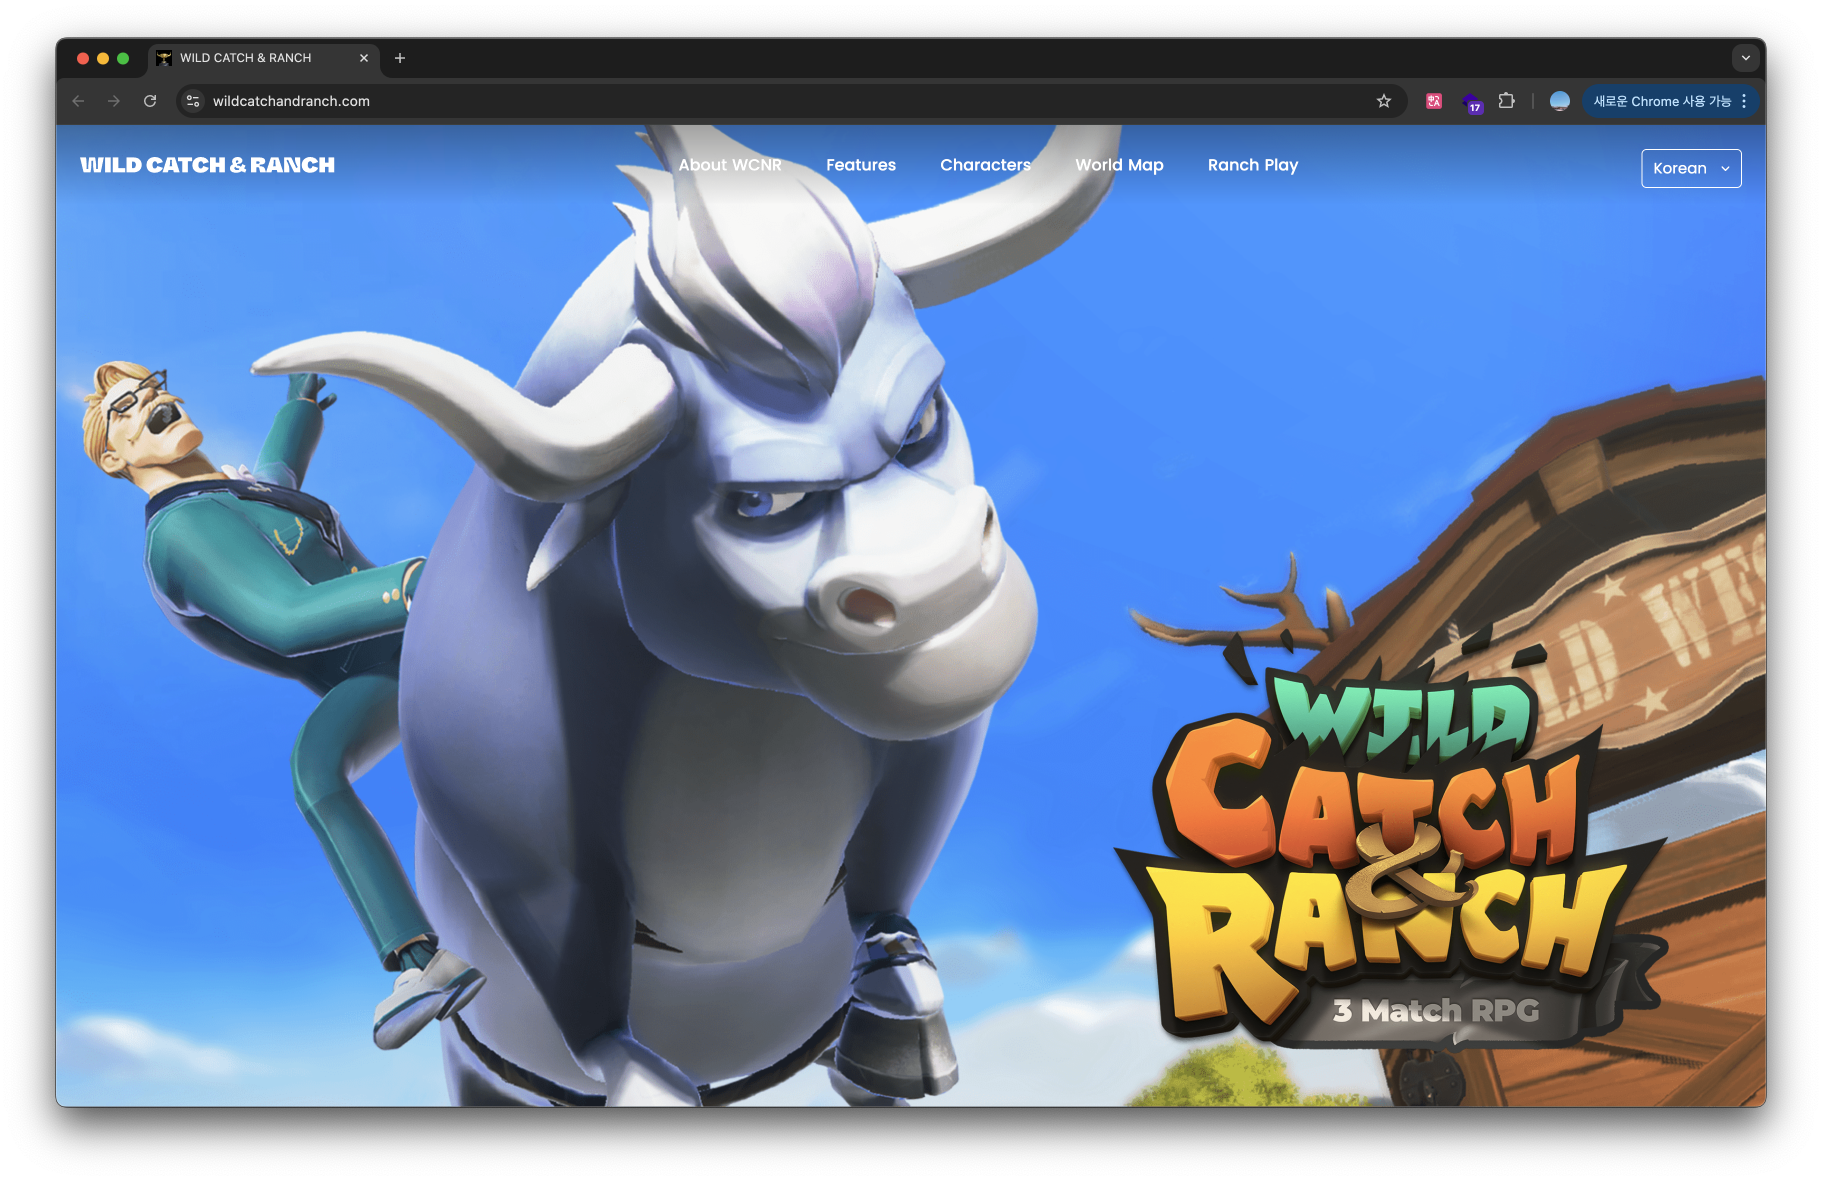 WILD CATCH & RANCH
wildcatchandranch.com
17
새로운 Chrome 사용 가능
WILD CATCH & RANCH
About WCNR
Features
Characters
World Map
Ranch Play
Korean
WILD
CATCH
&
RANCH
3 Match RPG